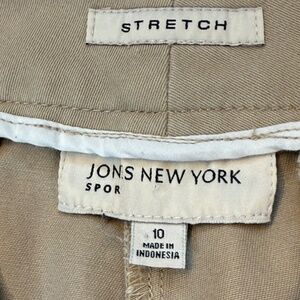 STRETCH
JONS NEW YORK
SPOR
10
MADE IN
INDONESIA